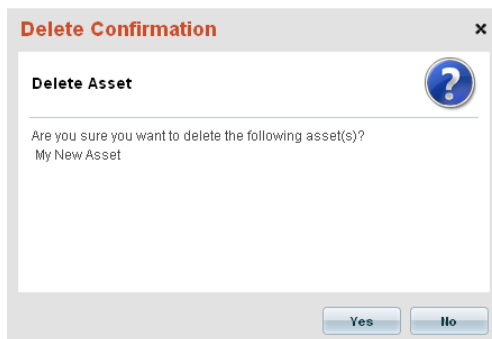 Delete Confirmation
Delete Asset
Are you sure you want to delete the following asset(s)?
My New Asset
Yes No